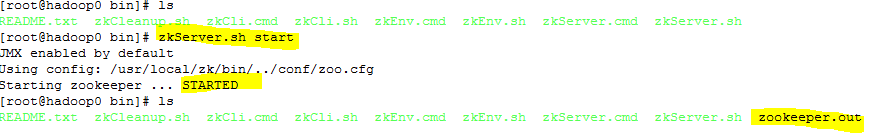 [root@hadoop0 bin]# ls
README.txt zkCleanup.sh zkCli.cmd zkCli.sh zkEnv.cmd zkEnv.sh zkServer.cmd zkServer.sh
[root@hadoop0 bin]# zkServer.sh start
JMX enabled by default
Using config: /usr/local/zk/bin/../conf/zoo.cfg
Starting zookeeper ... STARTED
[root@hadoop0 bin]# ls
README.txt zkCleanup.sh zkCli.cmd zkCli.sh zkEnv.cmd zkEnv.sh zkServer.cmd zkServer.sh zookeeper.out